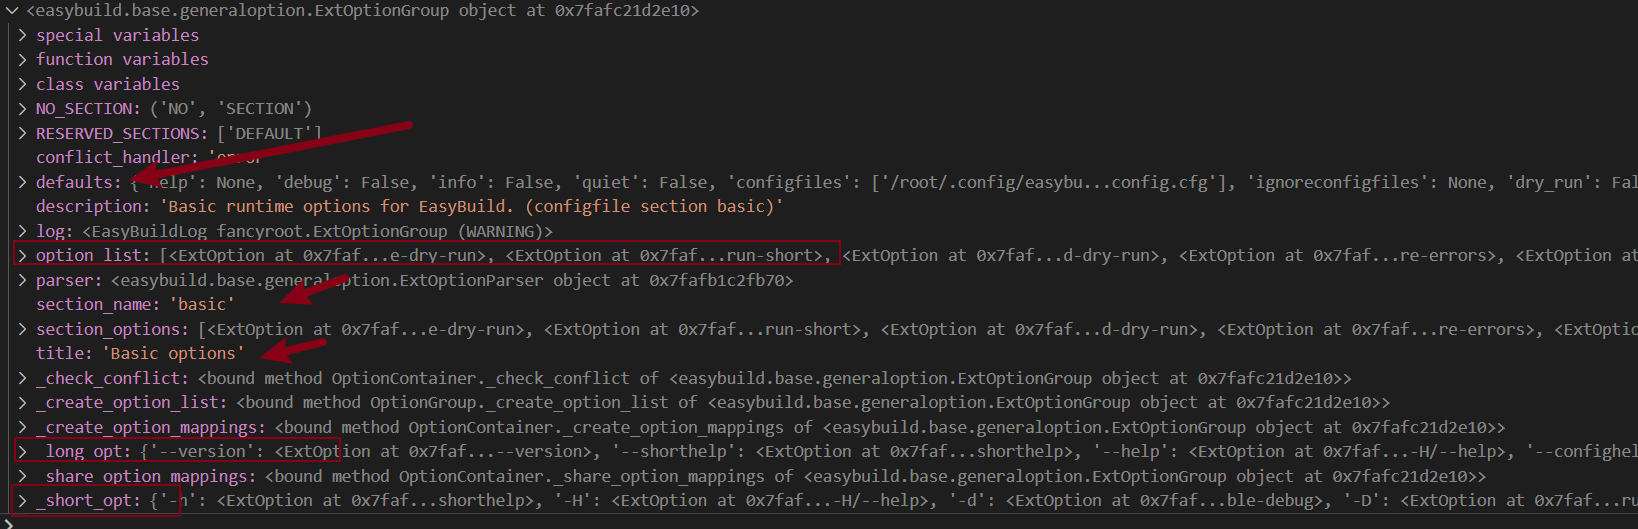 <easybuild.base.generaloption.ExtOptionGroup object at 0x7fafc21d2e10>
special variables
function variables
class variables
NO_SECTION: ('NO', 'SECTION')
RESERVED_SECTIONS: ['DEFAULT']
conflict_handler: 'error'
defaults: {'help': None, 'debug': False, 'info': False, 'quiet': False, 'configfiles': ['/root/.config/easybu...config.cfg'], 'ignoreconfigfiles': None, 'dry_run': Fal
description: 'Basic runtime options for EasyBuild. (configfile section basic)'
log: <EasyBuildLog fancyroot.ExtOptionGroup (WARNING)>
option_list: [<ExtOption at 0x7faf...e-dry-run>, <ExtOption at 0x7faf...run-short>, <ExtOption at 0x7faf...d-dry-run>, <ExtOption at 0x7faf...re-errors>, <ExtOption at
parser: <easybuild.base.generaloption.ExtOptionParser object at 0x7fafb1c2fb70>
section_name: 'basic'
section_options: [<ExtOption at 0x7faf...e-dry-run>, <ExtOption at 0x7faf...run-short>, <ExtOption at 0x7faf...d-dry-run>, <ExtOption at 0x7faf...re-errors>, <ExtOptio
title: 'Basic options'
_check_conflict: <bound method OptionContainer._check_conflict of <easybuild.base.generaloption.ExtOptionGroup object at 0x7fafc21d2e10>>
_create_option_list: <bound method OptionGroup._create_option_list of <easybuild.base.generaloption.ExtOptionGroup object at 0x7fafc21d2e10>>
_create_option_mappings: <bound method OptionContainer._create_option_mappings of <easybuild.base.generaloption.ExtOptionGroup object at 0x7fafc21d2e10>>
_long_opt: {'--version': <ExtOption at 0x7faf...--version>, '--shorthelp': <ExtOption at 0x7faf...shorthelp>, '--help': <ExtOption at 0x7faf...-H/--help>, '--confighel
_share_option_mappings: <bound method OptionContainer._share_option_mappings of <easybuild.base.generaloption.ExtOptionGroup object at 0x7fafc21d2e10>>
_short_opt: {'-h': <ExtOption at 0x7faf...shorthelp>, '-H': <ExtOption at 0x7faf...-H/--help>, '-d': <ExtOption at 0x7faf...ble-debug>, '-D': <ExtOption at 0x7faf...ru